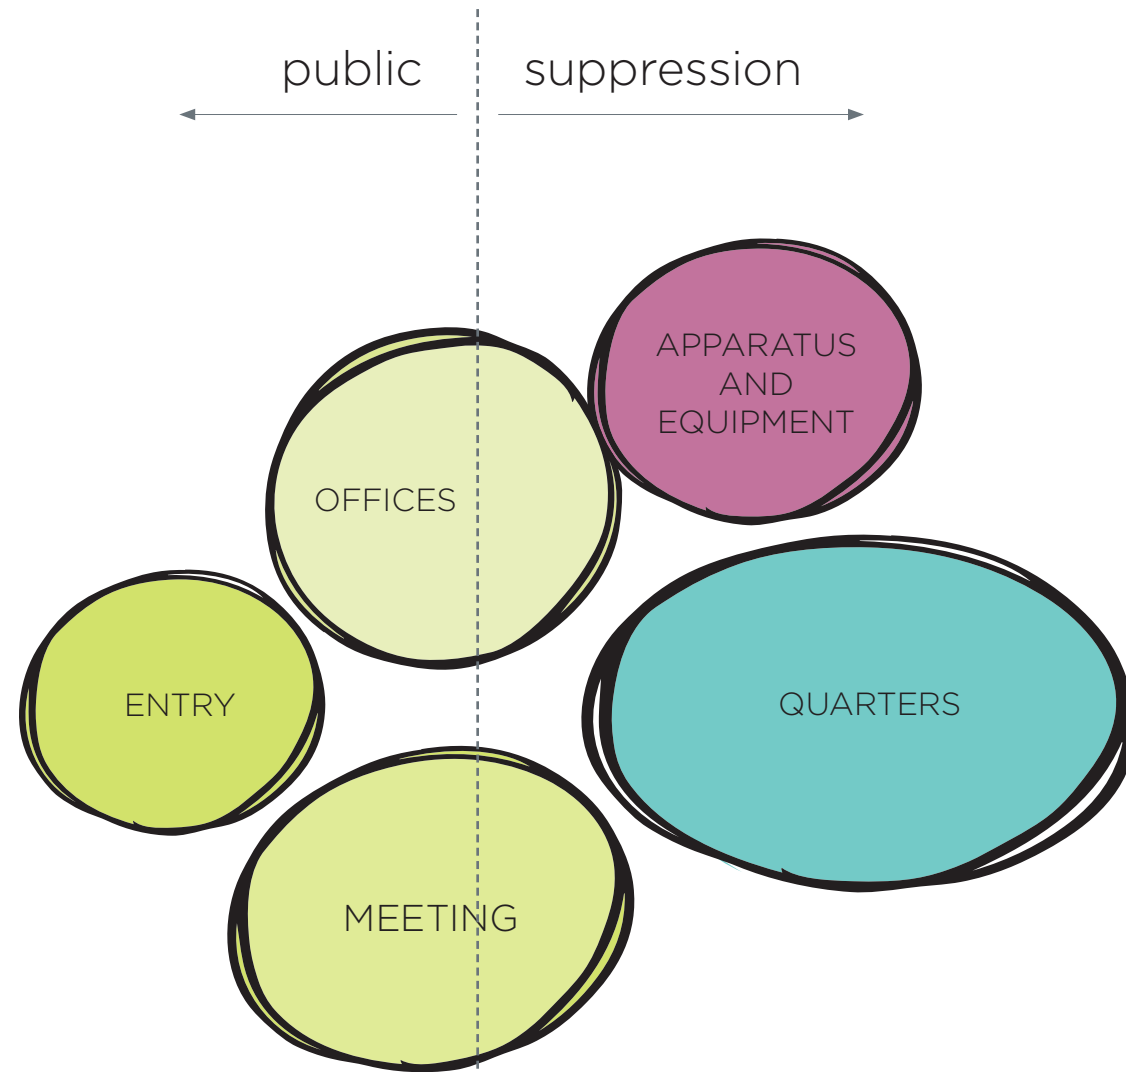 public
suppression
APPARATUS
AND
EQUIPMENT
OFFICES
ENTRY
QUARTERS
MEETING